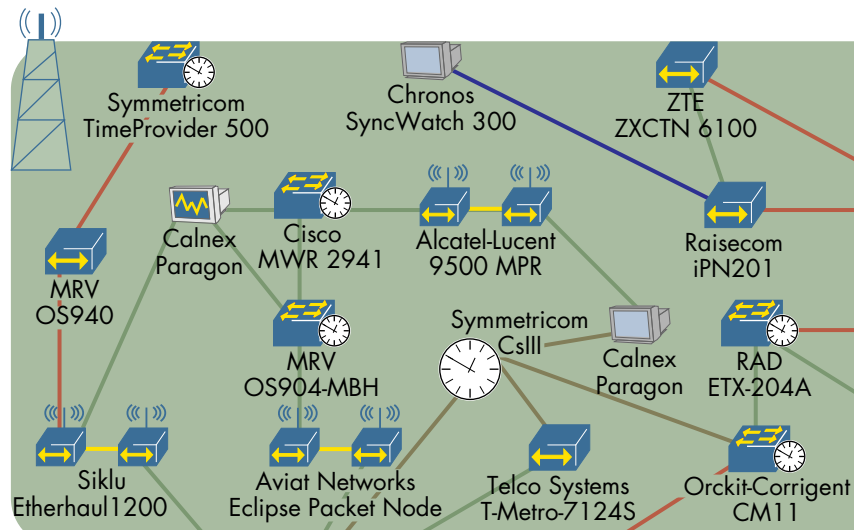 Symmetricom
TimeProvider 500
Chronos
SyncWatch 300
ZTE
ZXCTN 6100
Calnex
Paragon
Cisco
MWR 2941
Alcatel-Lucent
9500 MPR
Raisecom
iPN201
MRV
OS940
Symmetricom
CsIII
MRV
OS904-MBH
Calnex
Paragon
RAD
ETX-204A
Siklu
Etherhaul1200
Aviat Networks
Eclipse Packet Node
Telco Systems
T-Metro-7124S
Orckit-Corrigent
CM11